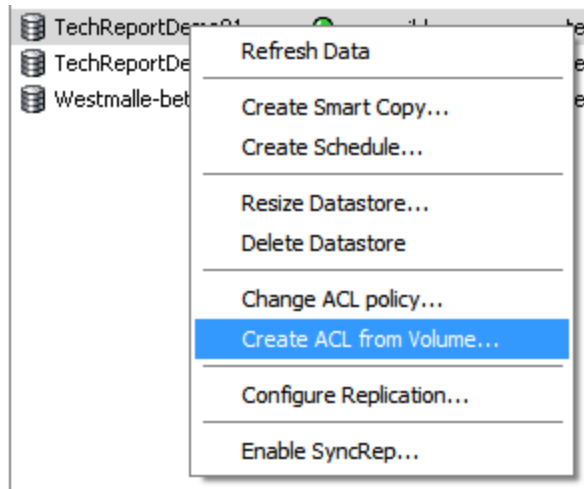 TechReportDemo01
Refresh Data
TechReportDe
Westmalle-bet
Create Smart Copy...
Create Schedule...
Resize Datastore...
Delete Datastore
Change ACL policy...
Create ACL from Volume...
Configure Replication...
Enable SyncRep...